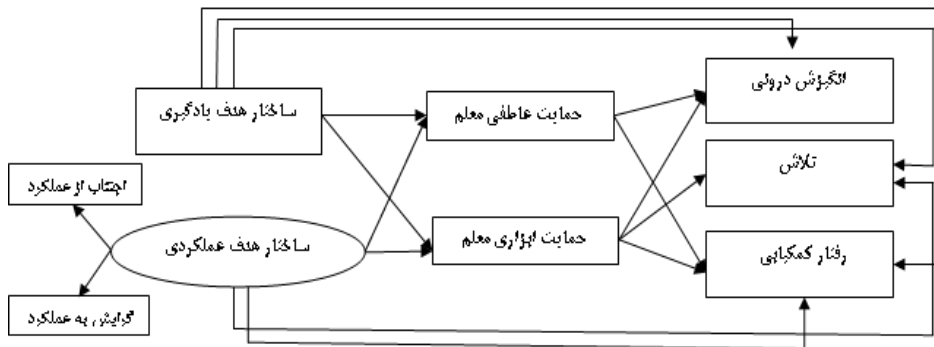 انگیزش درونی
ساختار هدف یادگیری
حمایت عاطفی معلم
تلاش
اجتناب از عملکرد
ساختار هدف عملکردی
حمایت ابزاری معلم
رفتار کمکیابی
گرایش به عملکرد